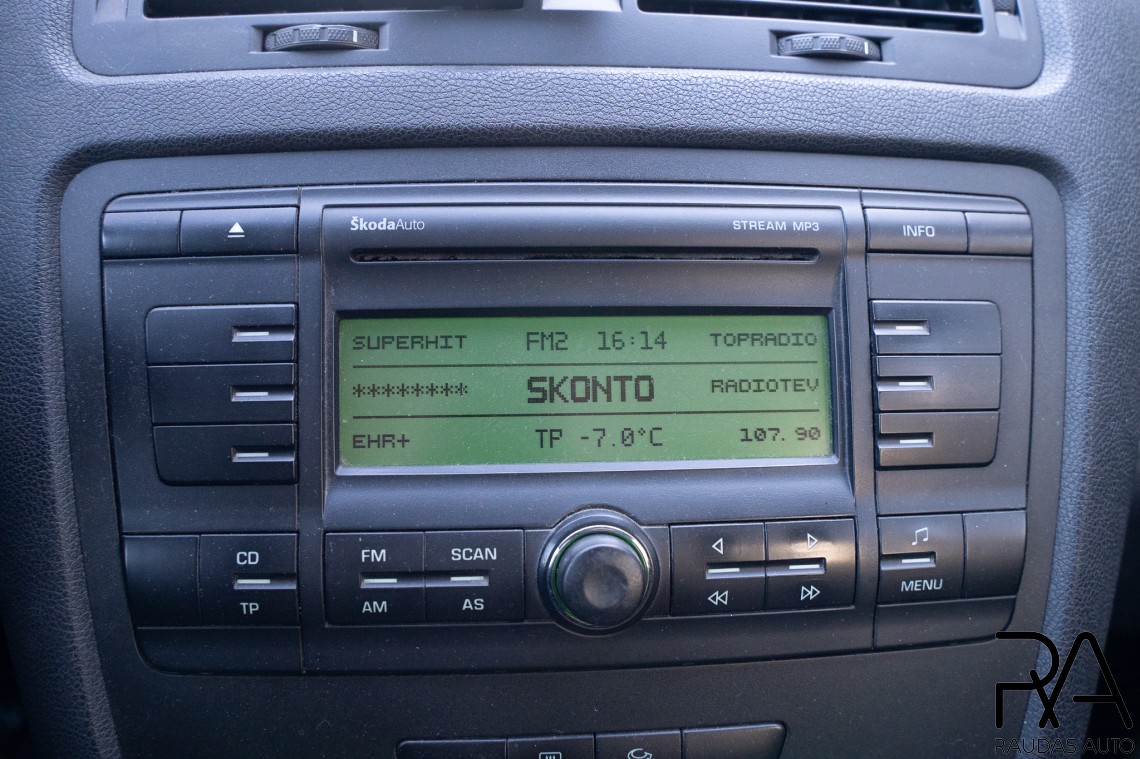 ŠkodaAuto STREAM MP3
INFO
SUPERHIT FM2 16:14 TOPRADIO
******** SKONTO RADIOTEV
EHR+ TP -7.0°C 107.90
CD FM SCAN
TP AM AS MENU
RA
RAUDAS AUTO